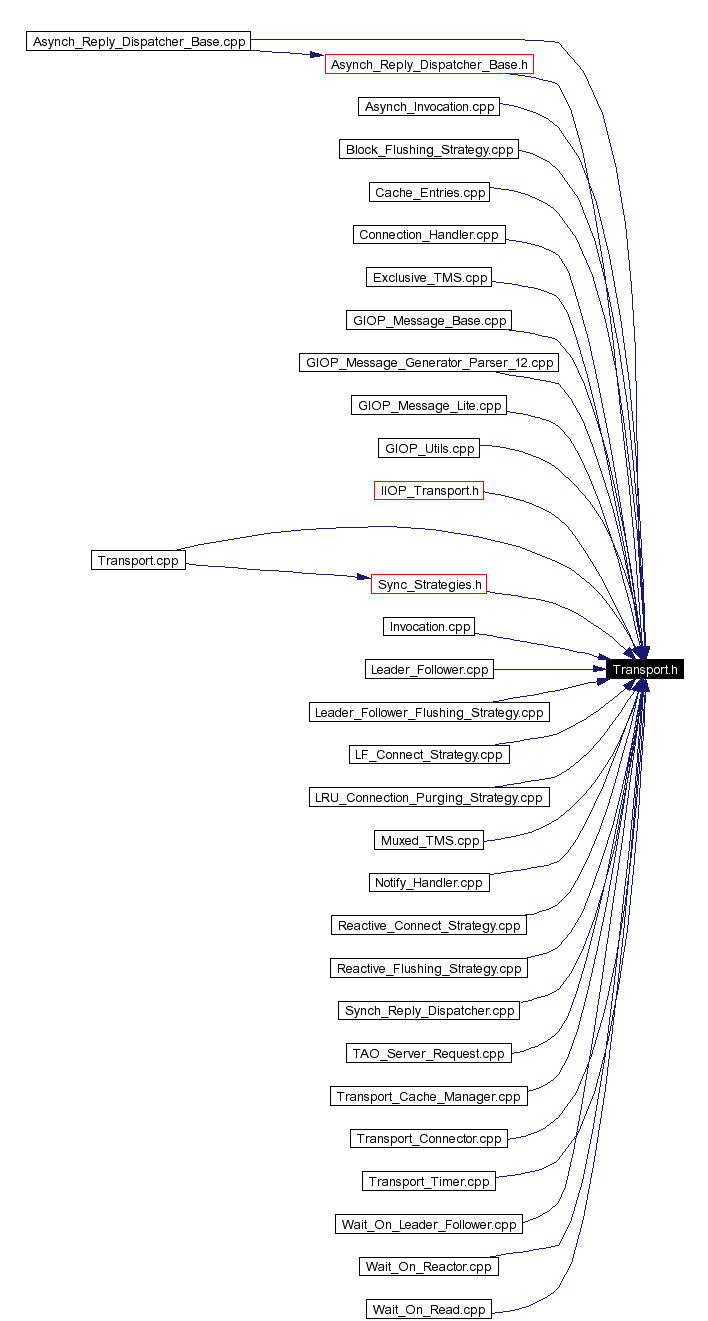 Asynch_Reply_Dispatcher_Base.cpp
Asynch_Reply_Dispatcher_Base.h
Asynch_Invocation.cpp
Block_Flushing_Strategy.cpp
Cache_Entries.cpp
Connection_Handler.cpp
Exclusive_TMS.cpp
GIOP_Message_Base.cpp
GIOP_Message_Generator_Parser_12.cpp
GIOP_Message_Lite.cpp
GIOP_Utils.cpp
IIOP_Transport.h
Transport.cpp
Sync_Strategies.h
Invocation.cpp
Leader_Follower.cpp
Transport.h
Leader_Follower_Flushing_Strategy.cpp
LF_Connect_Strategy.cpp
LRU_Connection_Purging_Strategy.cpp
Muxed_TMS.cpp
Notify_Handler.cpp
Reactive_Connect_Strategy.cpp
Reactive_Flushing_Strategy.cpp
Synch_Reply_Dispatcher.cpp
TAO_Server_Request.cpp
Transport_Cache_Manager.cpp
Transport_Connector.cpp
Transport_Timer.cpp
Wait_On_Leader_Follower.cpp
Wait_On_Reactor.cpp
Wait_On_Read.cpp